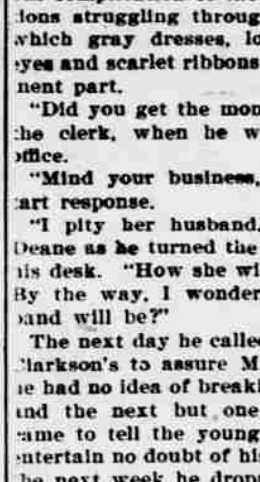 ions struggling throug
which gray dresses, lo
eyes and scarlet ribbons
nent part.
"Did you get the mon
the clerk, when he w
office.
"Mind your business,
art response.
"I pity her husband,
Deane as he turned the
his desk. "How she wi
By the way, I wonder
band will be?"
The next day he calle
Clarkson's to assure M
he had no idea of breaki
and the next but one
came to tell the young
entertain no doubt of his
he next week he drop